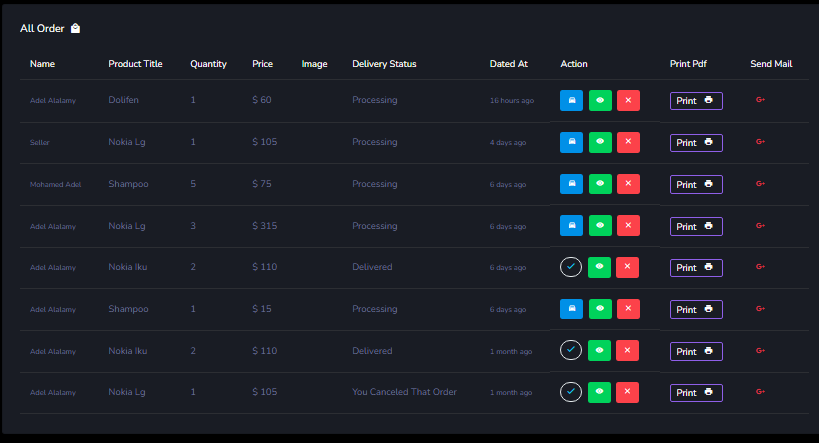 All Order
Name Product Title Quantity Price Image Delivery Status Dated At Action Print Pdf Send Mail
Adel Alalamy Dolifen 1 $ 60 Processing 16 hours ago Print G+
Seller Nokia Lg 1 $ 105 Processing 4 days ago Print G+
Mohamed Adel Shampoo 5 $ 75 Processing 6 days ago Print G+
Adel Alalamy Nokia Lg 3 $ 315 Processing 6 days ago Print G+
Adel Alalamy Nokia Iku 2 $ 110 Delivered 6 days ago Print G+
Adel Alalamy Shampoo 1 $ 15 Processing 6 days ago Print G+
Adel Alalamy Nokia Iku 2 $ 110 Delivered 1 month ago Print G+
Adel Alalamy Nokia Lg 1 $ 105 You Canceled That Order 1 month ago Print G+